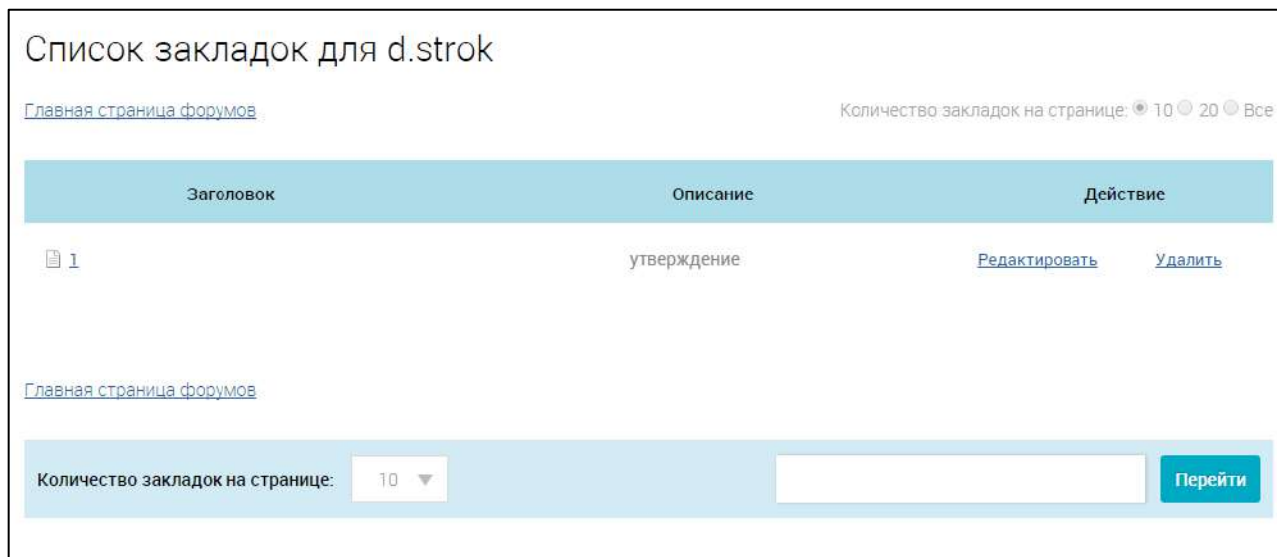 Список закладок для d.strok
Главная страница форумов Количество закладок на странице: 10 20 Все
Заголовок Описание Действие
1 утверждение Редактировать Удалить
Главная страница форумов
Количество закладок на странице: 10 Перейти